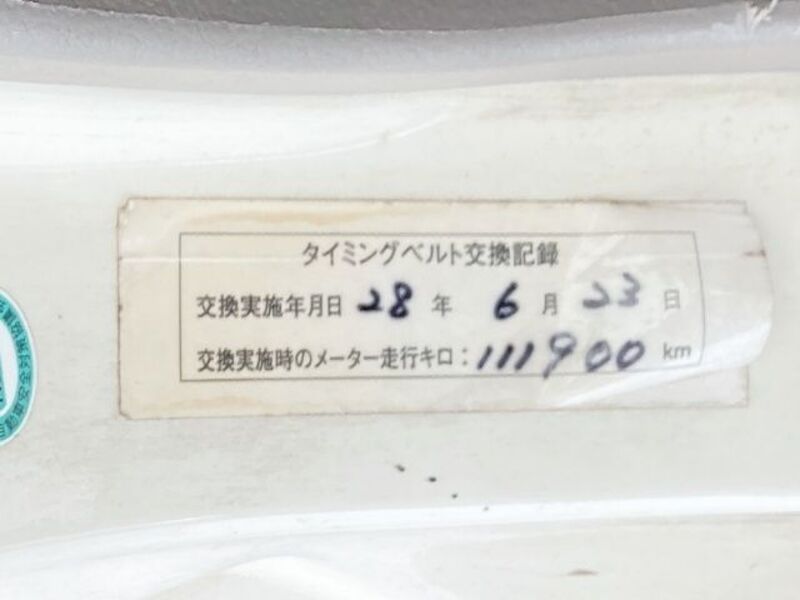 タイミングベルト交換記録
交換実施年月日 28 年 6 月 23 日
交換実施時のメーター走行キロ：111900 km